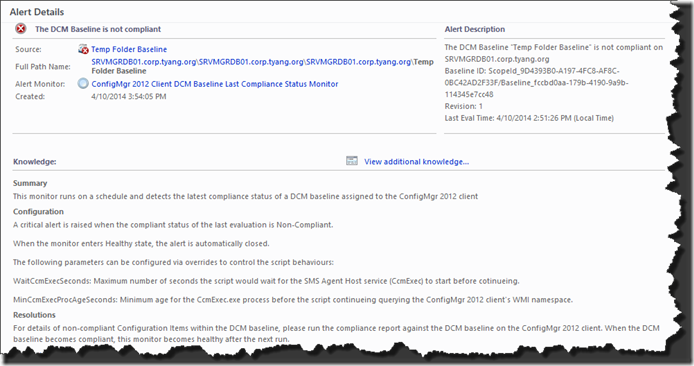 Alert Details
The DCM Baseline is not compliant
Source: Temp Folder Baseline
Full Path Name: SRVMGRDB01.corp.tyang.org\SRVMGRDB01.corp.tyang.org\SRVMGRDB01.corp.tyang.org\Temp
Folder Baseline
Alert Monitor: ConfigMgr 2012 Client DCM Baseline Last Compliance Status Monitor
Created: 4/10/2014 3:54:05 PM
Alert Description
The DCM Baseline 'Temp Folder Baseline' is not compliant on
SRVMGRDB01.corp.tyang.org
Baseline ID: ScopeId_9D4393B0-A197-4FC8-AF8C-
0BC42AD2F33F/Baseline_fccbd0aa-179b-4190-9a9b-
114345e7cc48
Revision: 1
Last Eval Time: 4/10/2014 2:51:26 PM (Local Time)
Knowledge: View additional knowledge...
Summary
This monitor runs on a schedule and detects the latest compliance status of a DCM baseline assigned to the ConfigMgr 2012 client
Configuration
A critical alert is raised when the compliant status of the last evaluation is Non-Compliant.
When the monitor enters Healthy state, the alert is automatically closed.
The following parameters can be configured via overrides to control the script behaviours:
WaitCcmExecSeconds: Maximum number of seconds the script would wait for the SMS Agent Host service (CcmExec) to start before cotinueing.
MinCcmExecProcAgeSeconds: Minimum age for the CcmExec.exe process before the script continueing querying the ConfigMgr 2012 client's WMI namespace.
Resolutions
For details of non-compliant Configuration Items within the DCM baseline, please run the compliance report against the DCM baseline on the ConfigMgr 2012 client. When the DCM
baseline becomes compliant, this monitor becomes healthy after the next run.